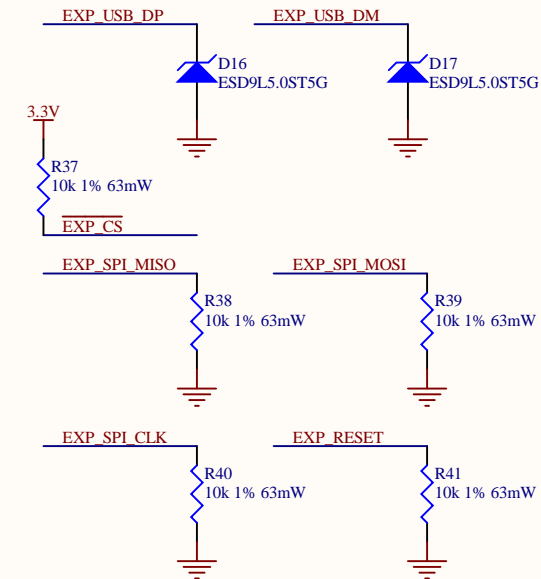 EXP_USB_DP
EXP_USB_DM
D16
ESD9L5.0ST5G
D17
ESD9L5.0ST5G
3.3V
R37
10k 1% 63mW
EXP_CS
EXP_SPI_MISO
EXP_SPI_MOSI
R38
10k 1% 63mW
R39
10k 1% 63mW
EXP_SPI_CLK
EXP_RESET
R40
10k 1% 63mW
R41
10k 1% 63mW